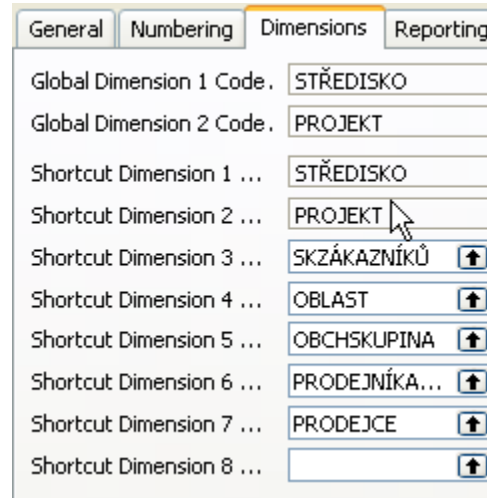 General Numbering Dimensions Reporting
Global Dimension 1 Code. STŘEDISKO
Global Dimension 2 Code. PROJEKT
Shortcut Dimension 1 ... STŘEDISKO
Shortcut Dimension 2 ... PROJEKT
Shortcut Dimension 3 ... SKZÁKAZNÍKŮ
Shortcut Dimension 4 ... OBLAST
Shortcut Dimension 5 ... OBCHSKUPINA
Shortcut Dimension 6 ... PRODEJNÍKA...
Shortcut Dimension 7 ... PRODEJCE
Shortcut Dimension 8 ...